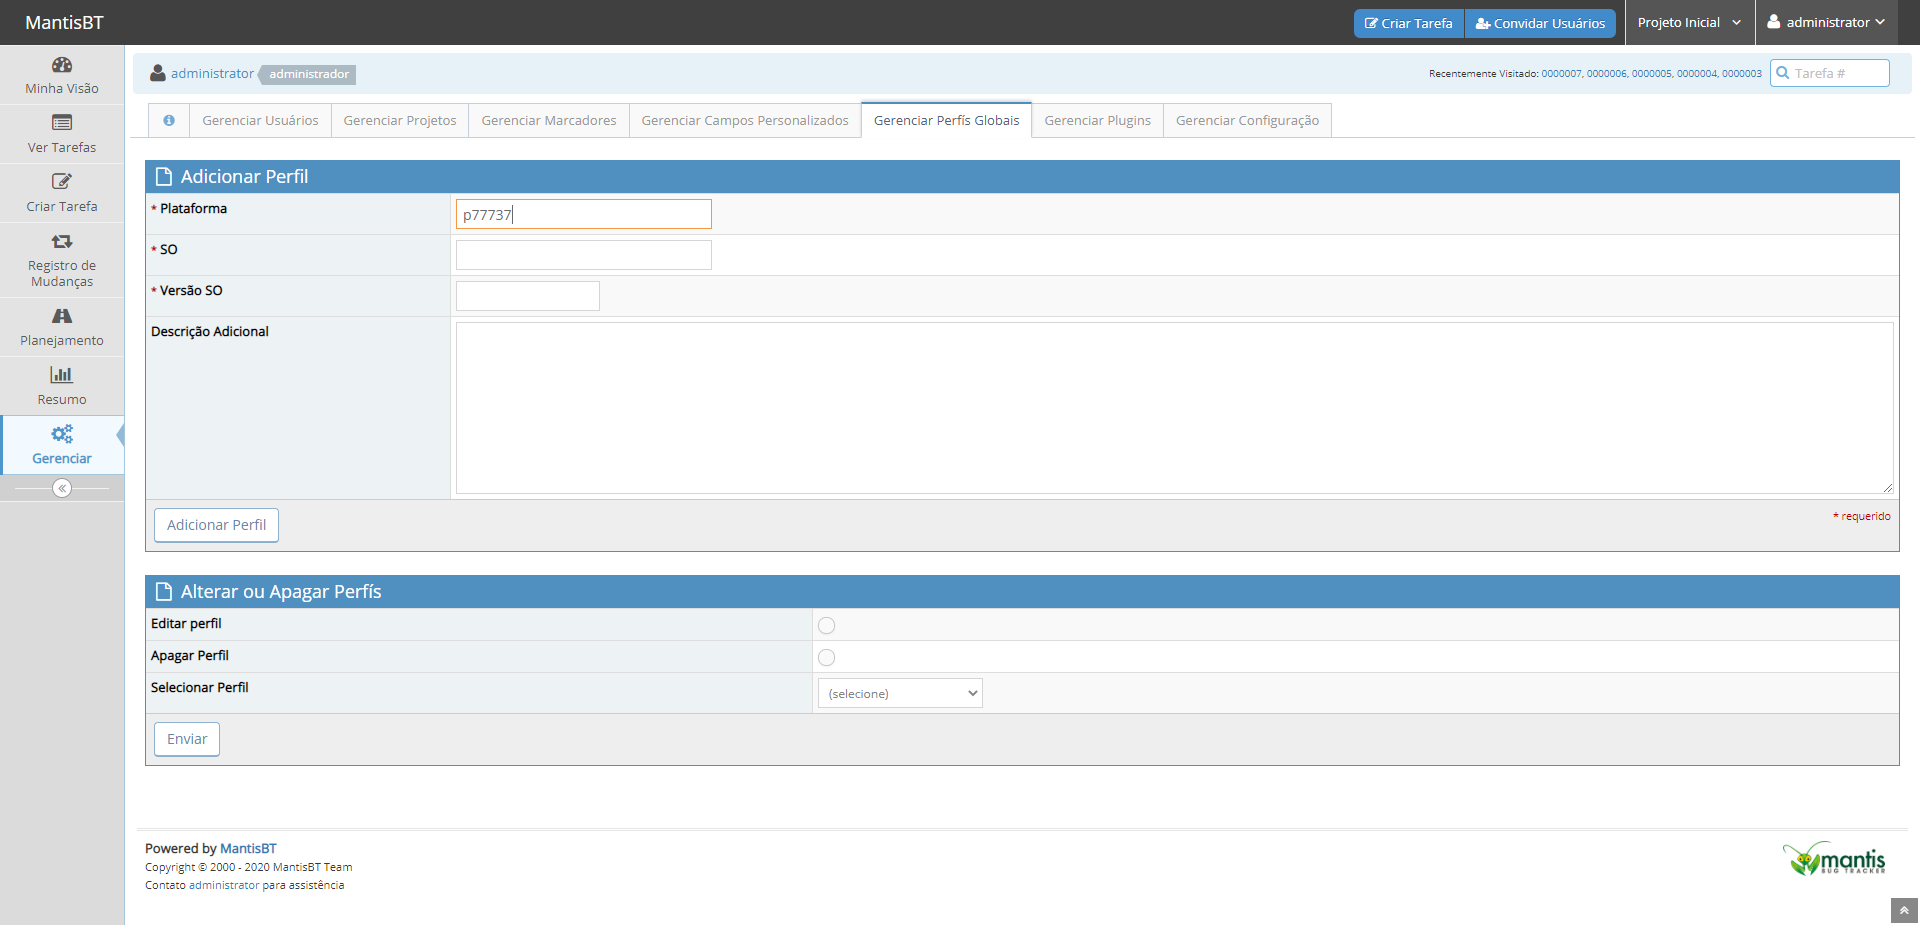 MantisBT
Criar Tarefa
Convidar Usuários
Projeto Inicial
administrator
Minha Visão
Ver Tarefas
Criar Tarefa
Registro de
Mudanças
Planejamento
Resumo
Gerenciar
administrator administrador
Recentemente Visitado: 0000007, 0000006, 0000005, 0000004, 0000003
Tarefa #
Gerenciar Usuários
Gerenciar Projetos
Gerenciar Marcadores
Gerenciar Campos Personalizados
Gerenciar Perfís Globais
Gerenciar Plugins
Gerenciar Configuração
Adicionar Perfil
* Plataforma
p77737
* SO
* Versão SO
Descrição Adicional
Adicionar Perfil
* requerido
Alterar ou Apagar Perfís
Editar perfil
Apagar Perfil
Selecionar Perfil
(selecione)
Enviar
Powered by MantisBT
Copyright © 2000 - 2020 MantisBT Team
Contato administrator para assistência
mantis
BUG TRACKER